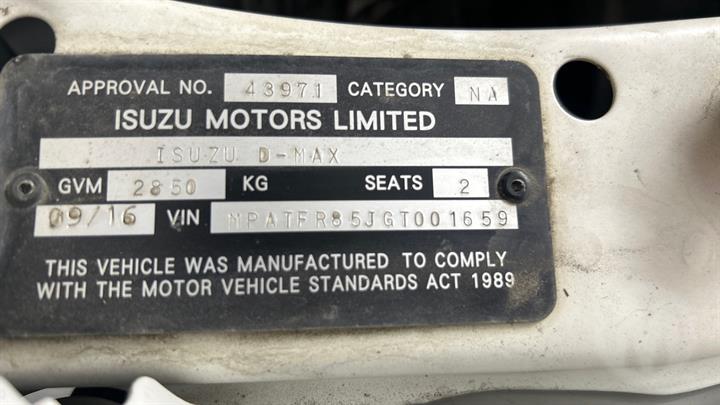 APPROVAL NO. 43971 CATEGORY NA
ISUZU MOTORS LIMITED
ISUZU D-MAX
GVM 2850 KG SEATS 2
09/16 VIN MPATFR85JGT001659
THIS VEHICLE WAS MANUFACTURED TO COMPLY
WITH THE MOTOR VEHICLE STANDARDS ACT 1989